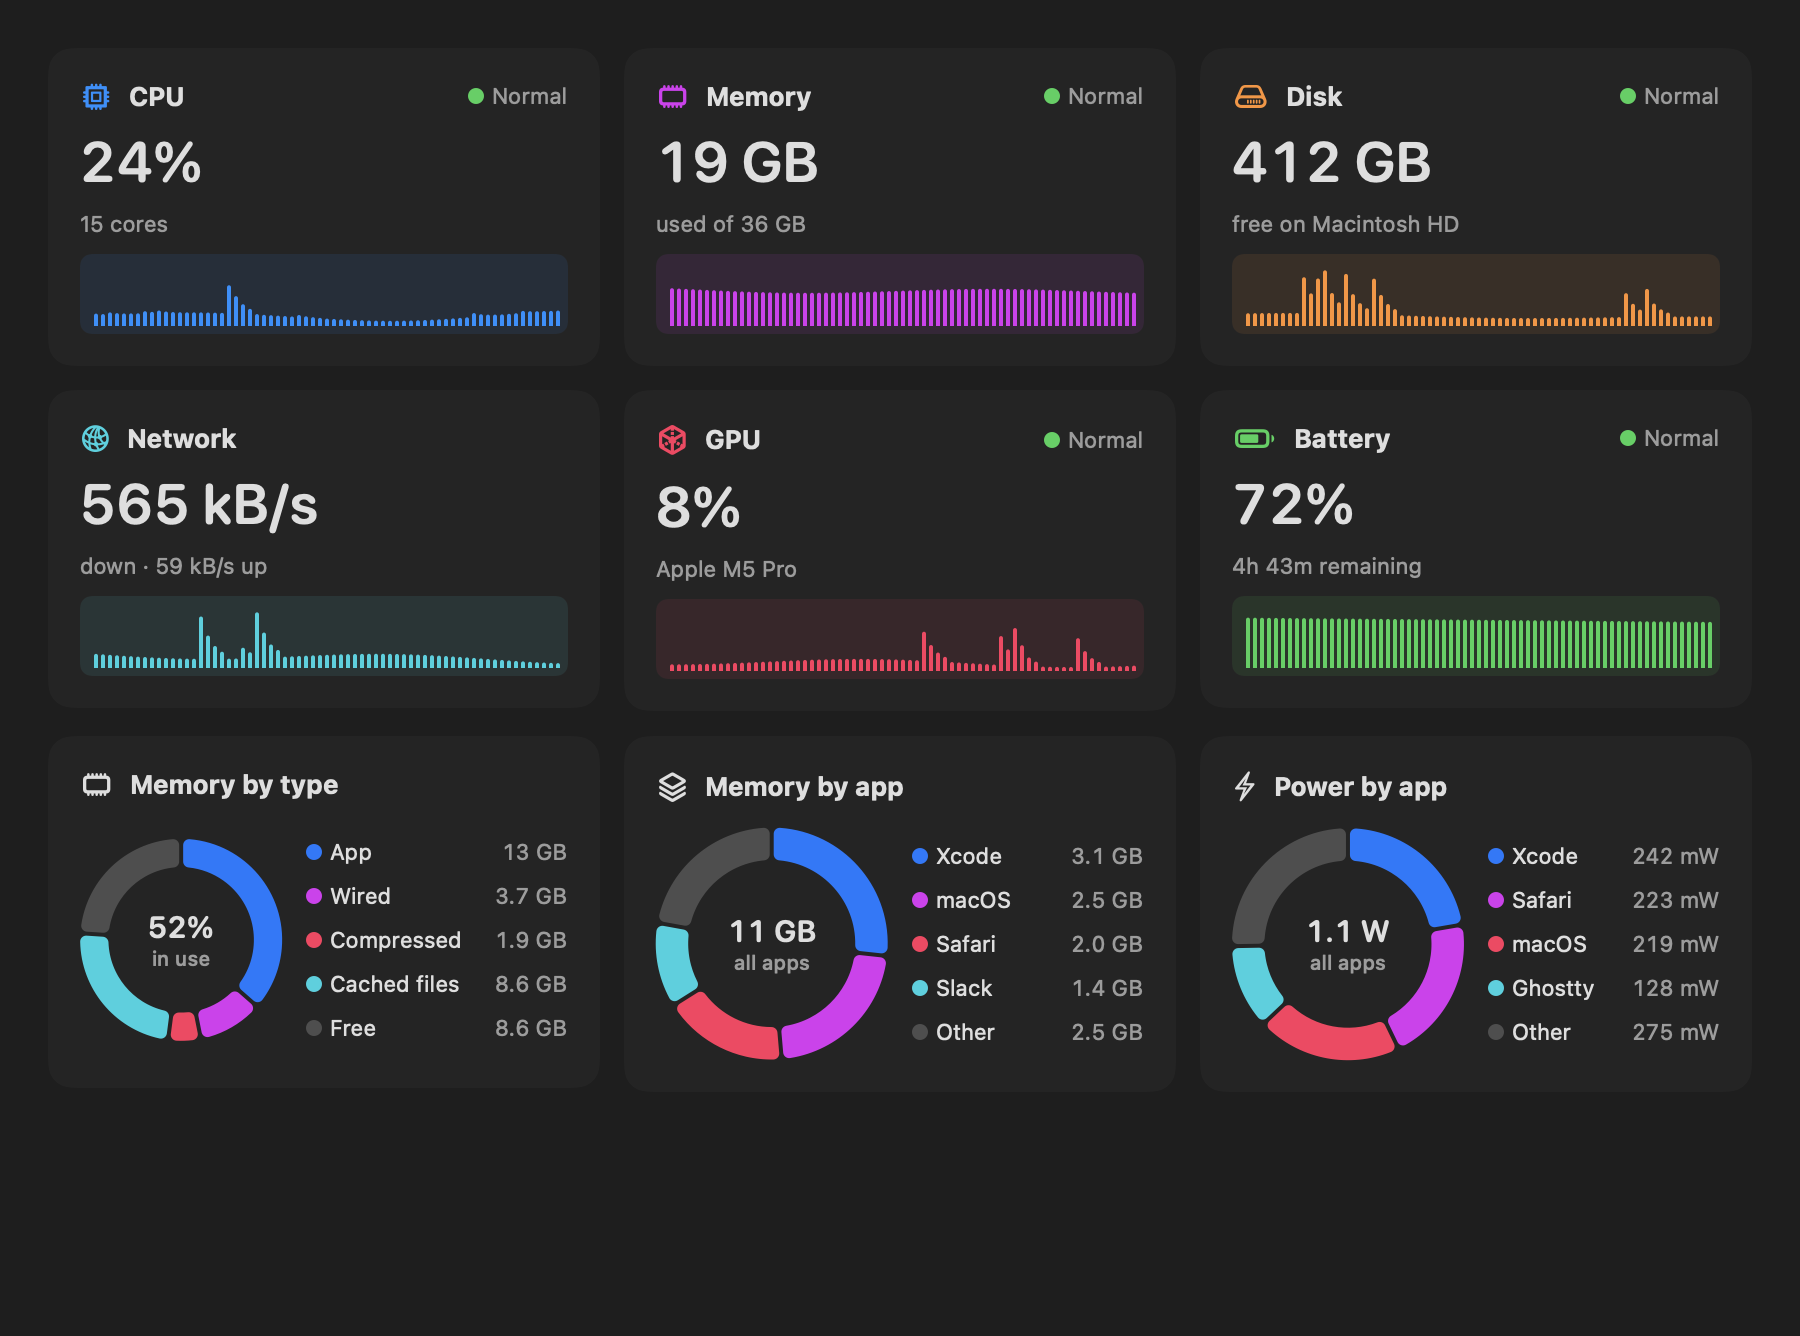 CPU
Normal
24%
15 cores
Memory
Normal
19 GB
used of 36 GB
Disk
Normal
412 GB
free on Macintosh HD
Network
565 kB/s
down · 59 kB/s up
GPU
Normal
8%
Apple M5 Pro
Battery
Normal
72%
4h 43m remaining
Memory by type
52%
in use
App 13 GB
Wired 3.7 GB
Compressed 1.9 GB
Cached files 8.6 GB
Free 8.6 GB
Memory by app
11 GB
all apps
Xcode 3.1 GB
macOS 2.5 GB
Safari 2.0 GB
Slack 1.4 GB
Other 2.5 GB
Power by app
1.1 W
all apps
Xcode 242 mW
Safari 223 mW
macOS 219 mW
Ghostty 128 mW
Other 275 mW